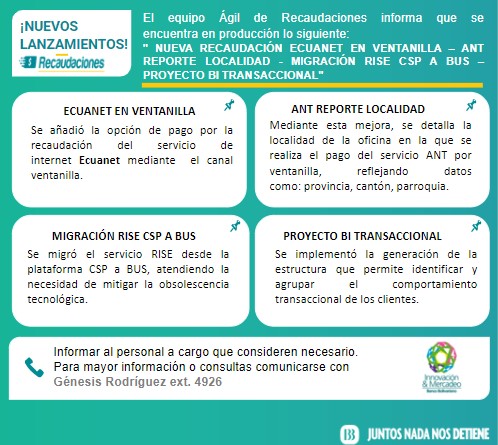 ¡NUEVOS
LANZAMIENTOS!
Recaudaciones
El equipo Ágil de Recaudaciones informa que se
encuentra en producción lo siguiente:
" NUEVA RECAUDACIÓN ECUANET EN VENTANILLA – ANT
REPORTE LOCALIDAD - MIGRACIÓN RISE CSP A BUS –
PROYECTO BI TRANSACCIONAL"
ECUANET EN VENTANILLA
Se añadió la opción de pago por la
recaudación del servicio de
internet Ecuanet mediante el canal
ventanilla.
ANT REPORTE LOCALIDAD
Mediante esta mejora, se detalla la
localidad de la oficina en la que se
realiza el pago del servicio ANT por
ventanilla, reflejando datos
como: provincia, cantón, parroquia.
MIGRACIÓN RISE CSP A BUS
Se migró el servicio RISE desde la
plataforma CSP a BUS, atendiendo la
necesidad de mitigar la obsolescencia
tecnológica.
PROYECTO BI TRANSACCIONAL
Se implementó la generación de la
estructura que permite identificar y
agrupar el comportamiento
transaccional de los clientes.
Informar al personal a cargo que consideren necesario.
Para mayor información o consultas comunicarse con
Génesis Rodríguez ext. 4926
Innovación
& Mercadeo
Banco Bolivariano
JUNTOS NADA NOS DETIENE